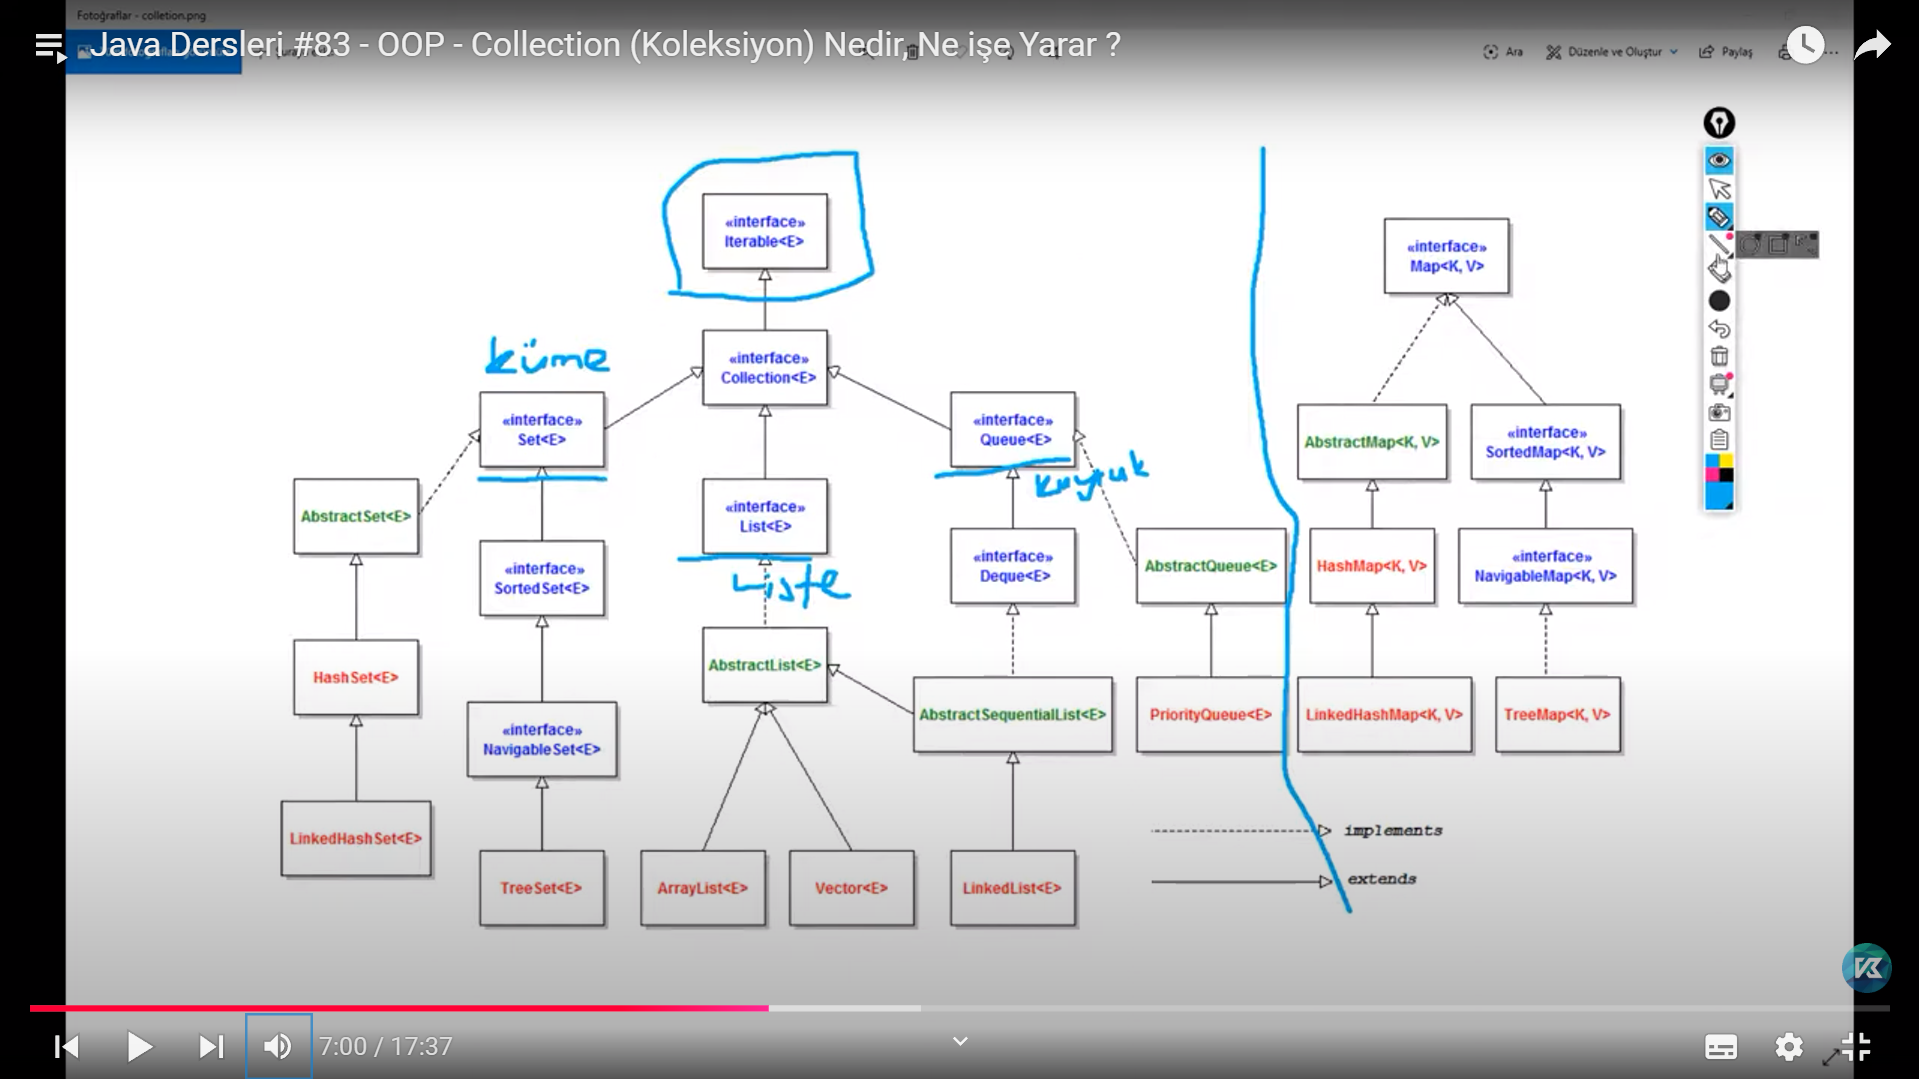 Fotoğraflar - colletion.png
Java Dersleri #83 - OOP - Collection (Koleksiyon) Nedir, Ne işe Yarar ?
Ara
Düzenle ve Oluştur
Paylaş
«interface»
Iterable<E>
«interface»
Map<K, V>
küme
«interface»
Collection<E>
«interface»
Set<E>
«interface»
Queue<E>
kuyruk
AbstractMap<K, V>
«interface»
SortedMap<K, V>
AbstractSet<E>
«interface»
List<E>
Liste
«interface»
SortedSet<E>
«interface»
Deque<E>
AbstractQueue<E>
HashMap<K, V>
«interface»
NavigableMap<K, V>
HashSet<E>
AbstractList<E>
«interface»
NavigableSet<E>
AbstractSequentialList<E>
PriorityQueue<E>
LinkedHashMap<K, V>
TreeMap<K, V>
LinkedHashSet<E>
TreeSet<E>
ArrayList<E>
Vector<E>
LinkedList<E>
implements
extends
7:00 / 17:37